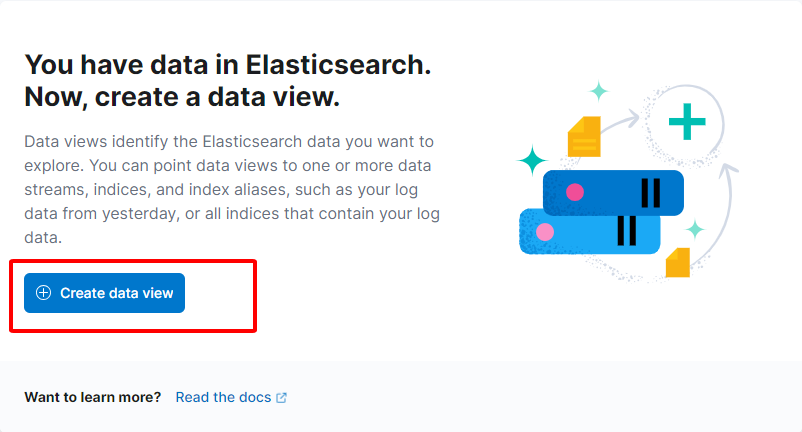 You have data in Elasticsearch.
Now, create a data view.
Data views identify the Elasticsearch data you want to
explore. You can point data views to one or more data
streams, indices, and index aliases, such as your log
data from yesterday, or all indices that contain your log
data.
Create data view
Want to learn more? Read the docs